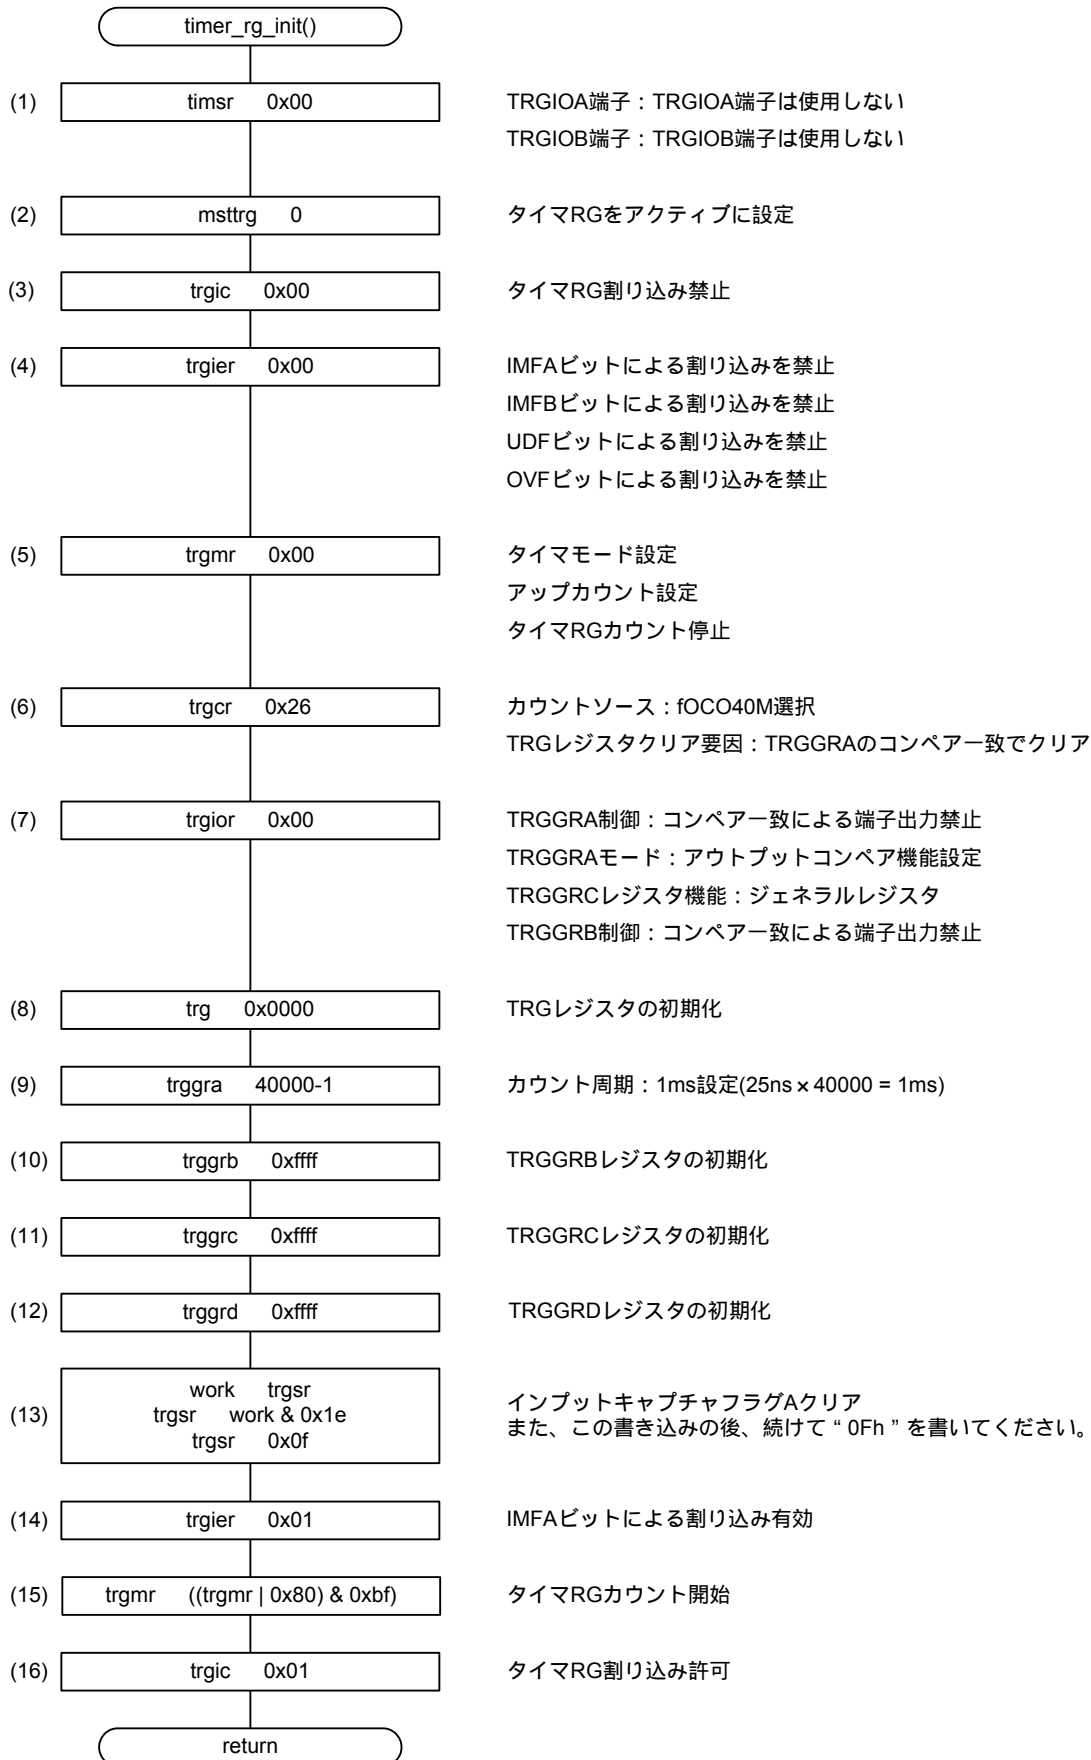 timer_rg_init()
(1) timsr 0x00 TRGIOA端子：TRGIOA端子は使用しない
TRGIOB端子：TRGIOB端子は使用しない
(2) msttrg 0 タイマRGをアクティブに設定
(3) trgic 0x00 タイマRG割り込み禁止
(4) trgier 0x00 IMFAビットによる割り込みを禁止
IMFBビットによる割り込みを禁止
UDFビットによる割り込みを禁止
OVFビットによる割り込みを禁止
(5) trgmr 0x00 タイマモード設定
アップカウント設定
タイマRGカウント停止
(6) trgcr 0x26 カウントソース：fOCO40M選択
TRGレジスタクリア要因：TRGGRAのコンペア一致でクリア
(7) trgior 0x00 TRGGRA制御：コンペア一致による端子出力禁止
TRGGRAモード：アウトプットコンペア機能設定
TRGGRCレジスタ機能：ジェネラルレジスタ
TRGGRB制御：コンペア一致による端子出力禁止
(8) trg 0x0000 TRGレジスタの初期化
(9) trggra 40000-1 カウント周期：1ms設定(25ns×40000 = 1ms)
(10) trggrb 0xffff TRGGRBレジスタの初期化
(11) trggrc 0xffff TRGGRCレジスタの初期化
(12) trggrd 0xffff TRGGRDレジスタの初期化
(13) work trgsr
trgsr work & 0x1e
trgsr 0x0f
インプットキャプチャフラグAクリア
また、この書き込みの後、続けて“0Fh”を書いてください。
(14) trgier 0x01 IMFAビットによる割り込み有効
(15) trgmr ((trgmr | 0x80) & 0xbf) タイマRGカウント開始
(16) trgic 0x01 タイマRG割り込み許可
return